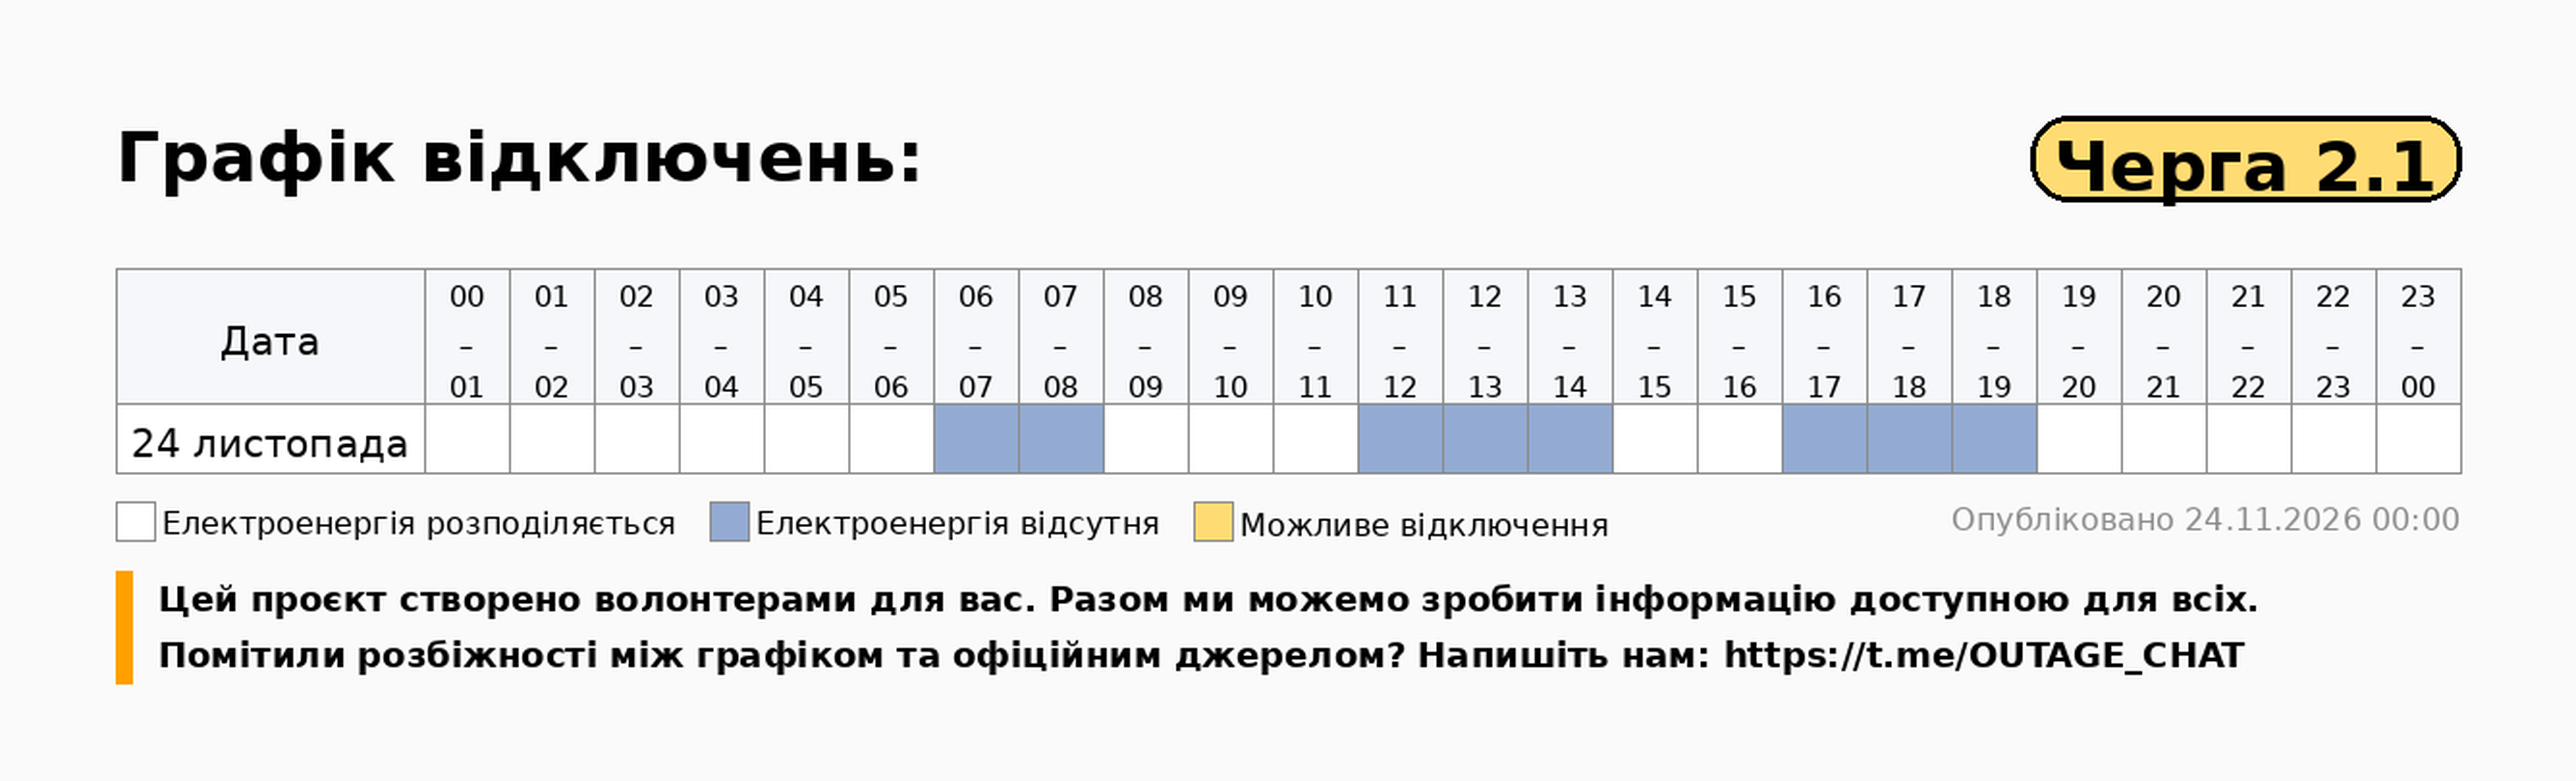 Графік відключень:
Черга 2.1
Дата
00 – 01
01 – 02
02 – 03
03 – 04
04 – 05
05 – 06
06 – 07
07 – 08
08 – 09
09 – 10
10 – 11
11 – 12
12 – 13
13 – 14
14 – 15
15 – 16
16 – 17
17 – 18
18 – 19
19 – 20
20 – 21
21 – 22
22 – 23
23 – 00
24 листопада
Електроенергія розподіляється
Електроенергія відсутня
Можливе відключення
Опубліковано 24.11.2026 00:00
Цей проєкт створено волонтерами для вас. Разом ми можемо зробити інформацію доступною для всіх.
Помітили розбіжності між графіком та офіційним джерелом? Напишіть нам: https://t.me/OUTAGE_CHAT